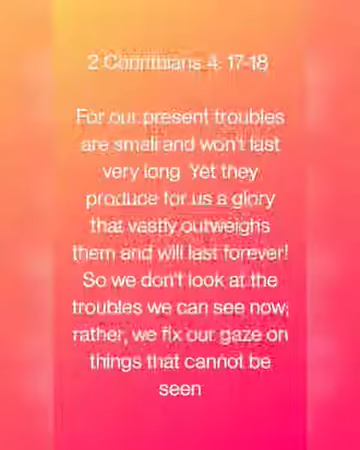 2 Corinthians 4: 17-18
For our present troubles
are small and won't last
very long Yet they
produce for us a glory
that vastly outweighs
them and will last forever!
So we don't look at the
troubles we can see now;
rather, we fix our gaze on
things that cannot be
seen